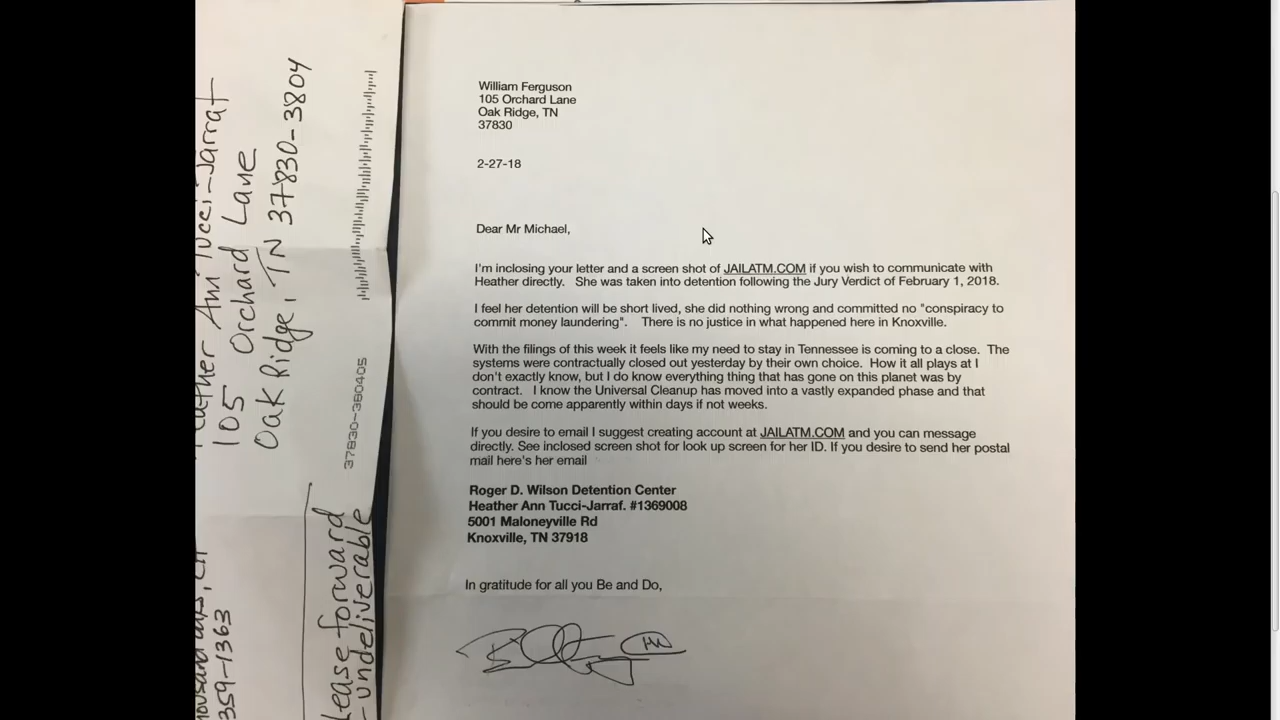 William Ferguson
105 Orchard Lane
Oak Ridge, TN
37830
2-27-18
Dear Mr Michael,
I'm inclosing your letter and a screen shot of JAILATM.COM if you wish to communicate with
Heather directly.  She was taken into detention following the Jury Verdict of February 1, 2018.
I feel her detention will be short lived, she did nothing wrong and committed no "conspiracy to
commit money laundering".  There is no justice in what happened here in Knoxville.
With the filings of this week it feels like my need to stay in Tennessee is coming to a close.  The
systems were contractually closed out yesterday by their own choice.  How it all plays at I
don't exactly know, but I do know everything thing that has gone on this planet was by
contract.  I know the Universal Cleanup has moved into a vastly expanded phase and that
should be come apparently within days if not weeks.
If you desire to email I suggest creating account at JAILATM.COM and you can message
directly. See inclosed screen shot for look up screen for her ID. If you desire to send her postal
mail here's her email
Roger D. Wilson Detention Center
Heather Ann Tucci-Jarraf. #1369008
5001 Maloneyville Rd
Knoxville, TN 37918
In gratitude for all you Be and Do,
Heather Ann Tucci-Jarrat
105 Orchard Lane
Oak Ridge, TN 37830-3804
37830-380405
undeliverable
359-1363